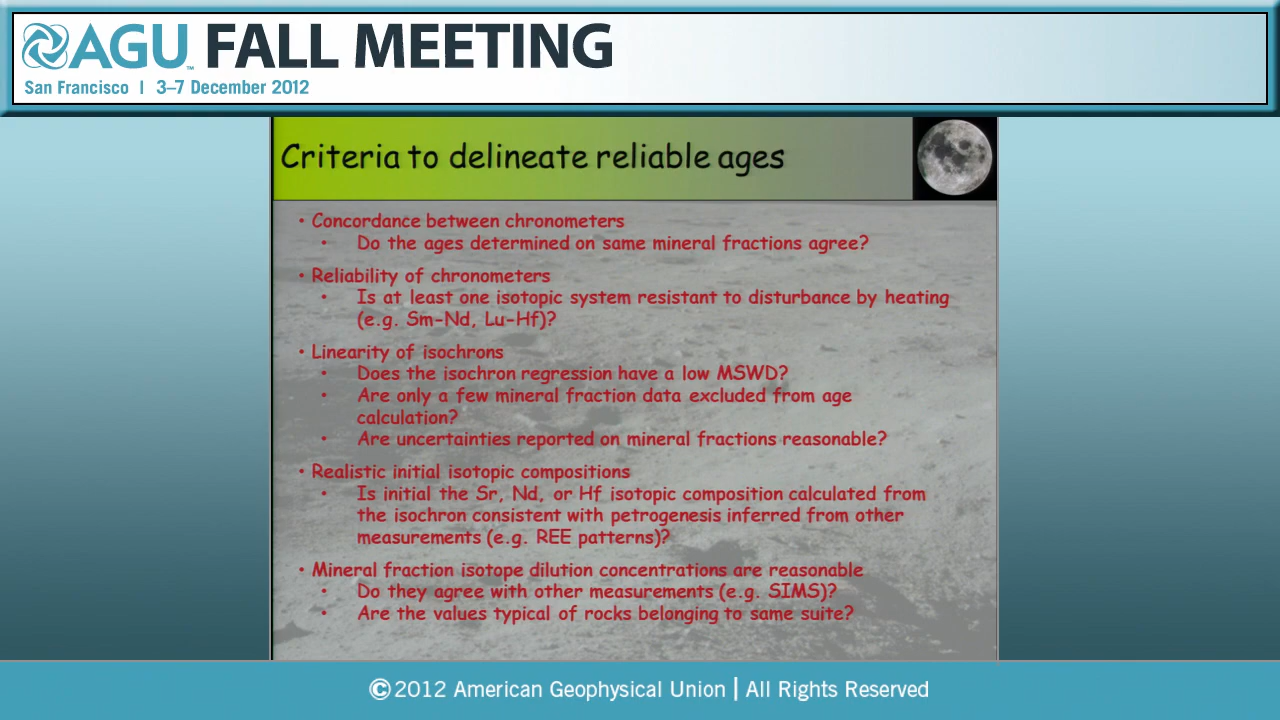 AGU™ FALL MEETING
San Francisco | 3–7 December 2012
Criteria to delineate reliable ages
• Concordance between chronometers
• Do the ages determined on same mineral fractions agree?
• Reliability of chronometers
• Is at least one isotopic system resistant to disturbance by heating
(e.g. Sm-Nd, Lu-Hf)?
• Linearity of isochrons
• Does the isochron regression have a low MSWD?
• Are only a few mineral fraction data excluded from age
calculation?
• Are uncertainties reported on mineral fractions reasonable?
• Realistic initial isotopic compositions
• Is initial the Sr, Nd, or Hf isotopic composition calculated from
the isochron consistent with petrogenesis inferred from other
measurements (e.g. REE patterns)?
• Mineral fraction isotope dilution concentrations are reasonable
• Do they agree with other measurements (e.g. SIMS)?
• Are the values typical of rocks belonging to same suite?
© 2012 American Geophysical Union | All Rights Reserved